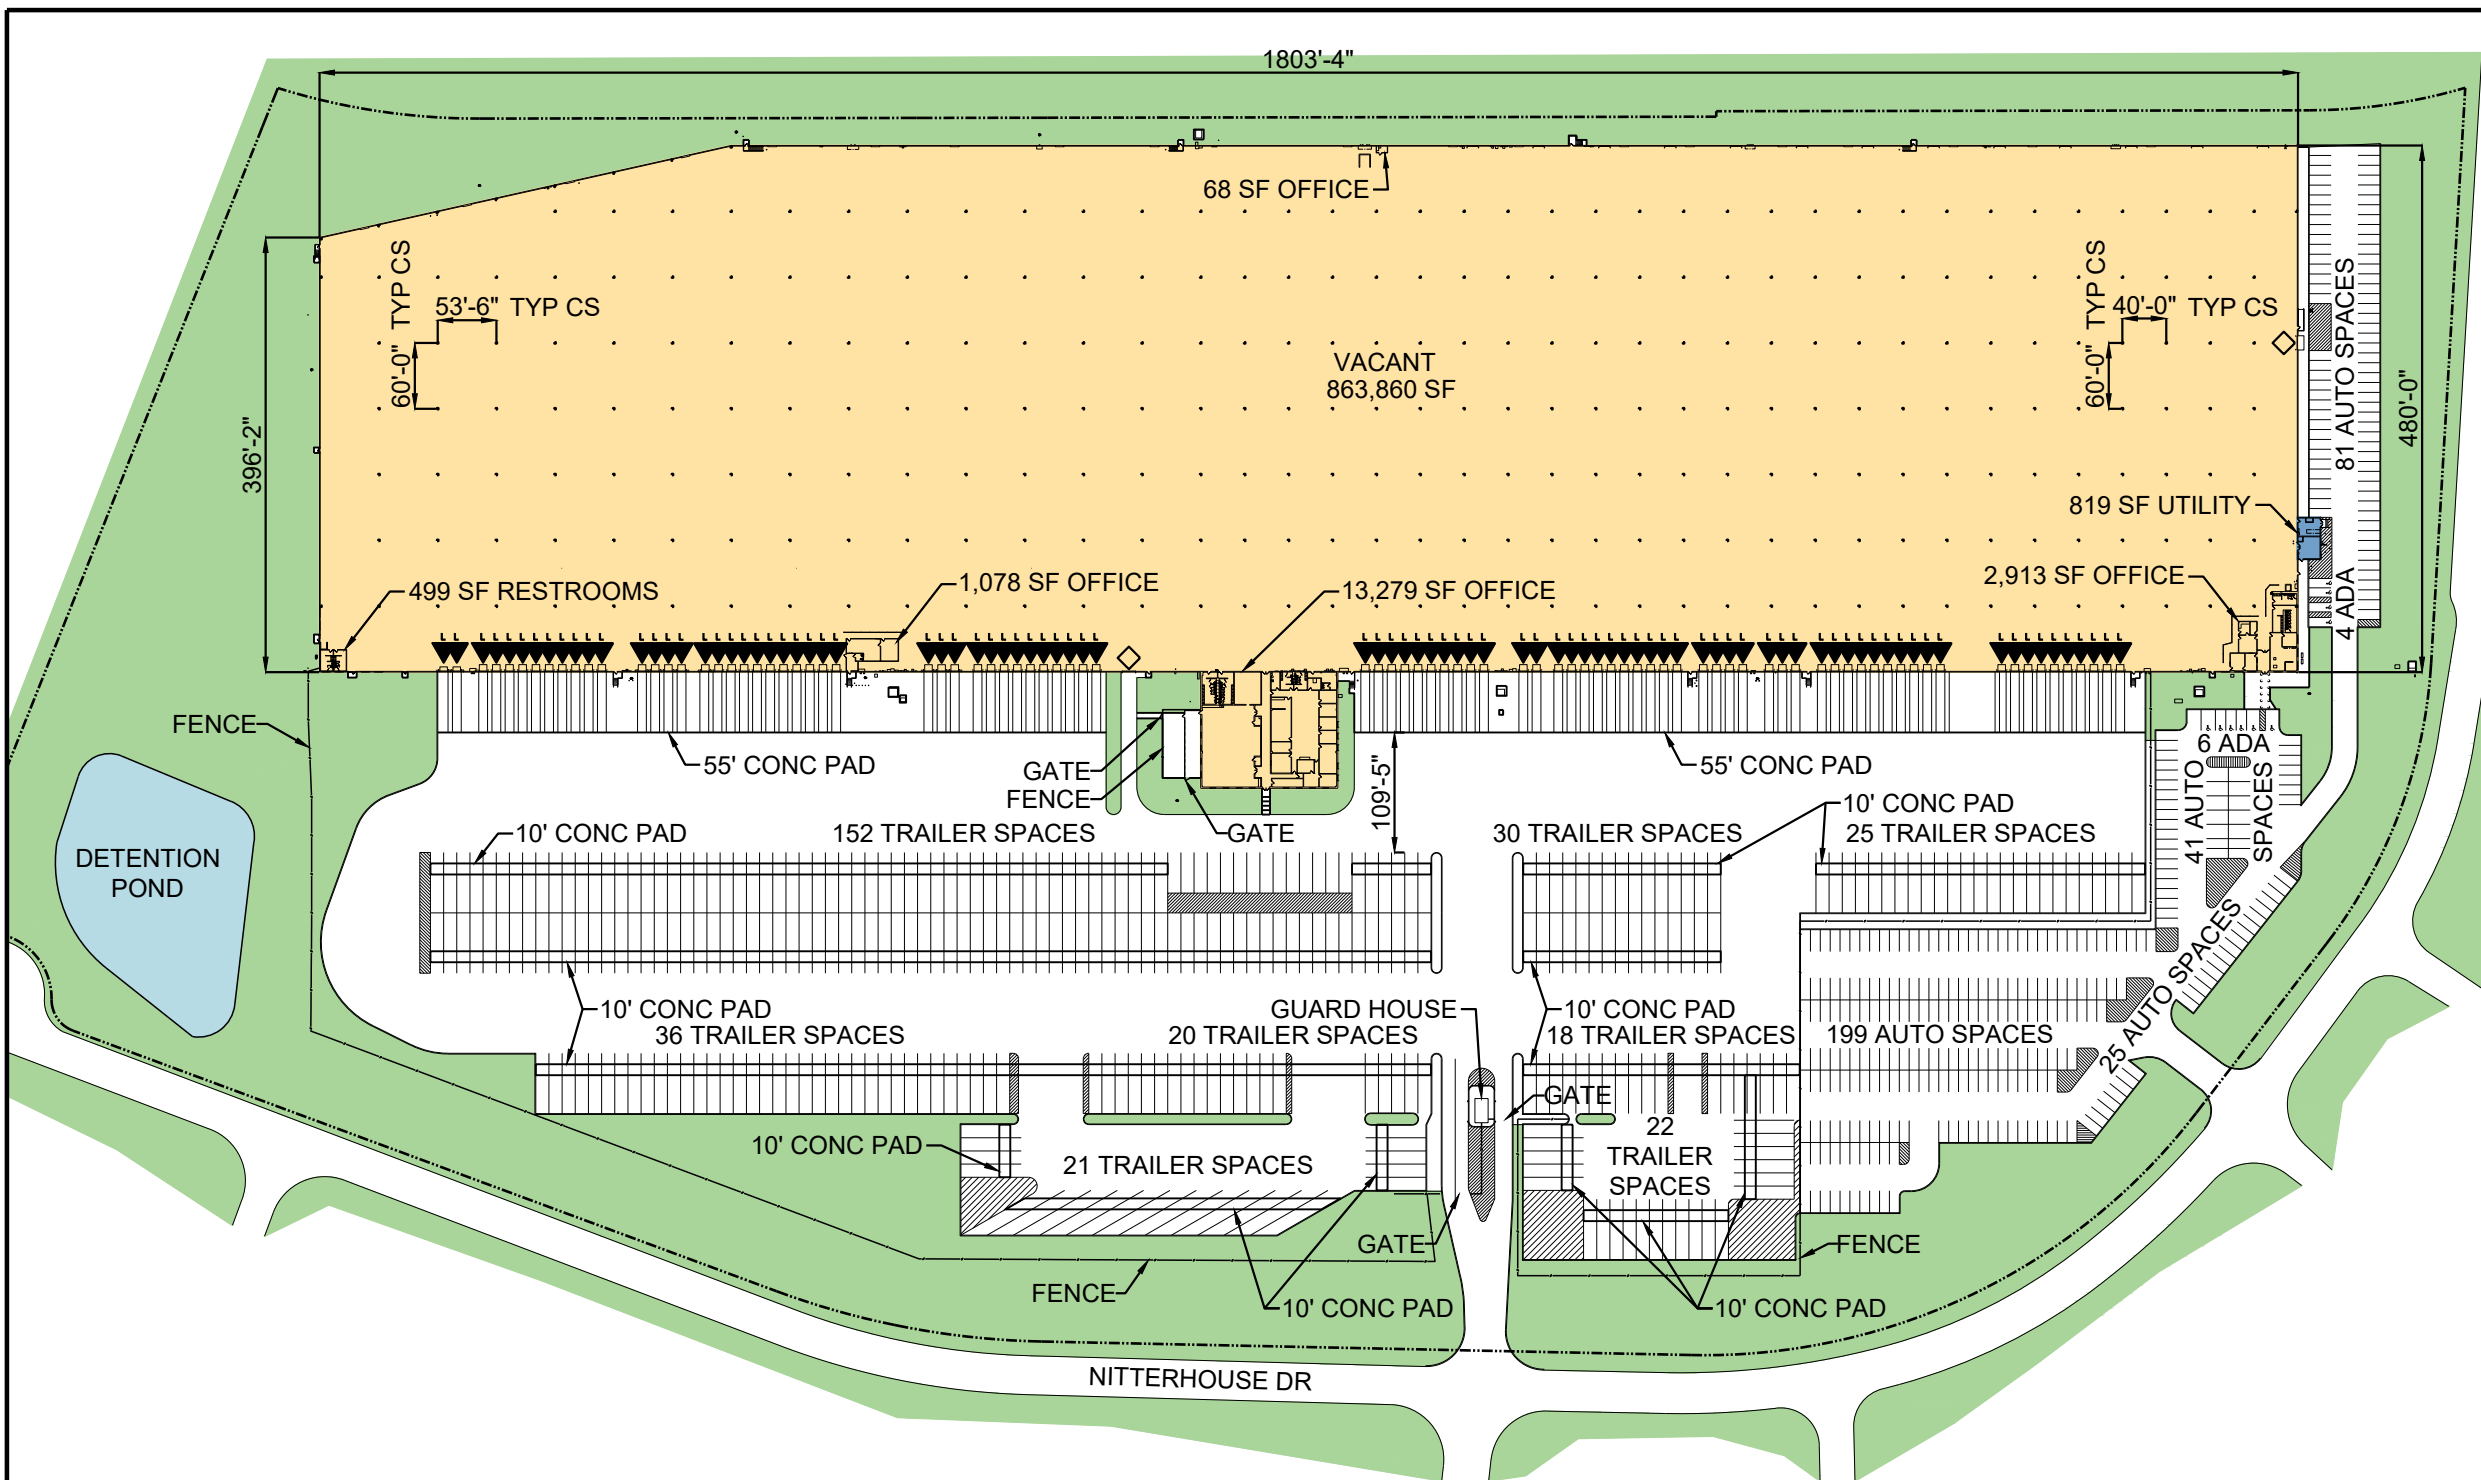 1803'-4"
68 SF OFFICE
60'-0" TYP CS
53'-6" TYP CS
VACANT
863,860 SF
60'-0" TYP CS
40'-0" TYP CS
81 AUTO SPACES
480'-0"
396'-2"
819 SF UTILITY
499 SF RESTROOMS
1,078 SF OFFICE
13,279 SF OFFICE
2,913 SF OFFICE
4 ADA
FENCE
55' CONC PAD
GATE
FENCE
109'-5"
55' CONC PAD
6 ADA
41 AUTO
SPACES
10' CONC PAD
152 TRAILER SPACES
GATE
30 TRAILER SPACES
10' CONC PAD
25 TRAILER SPACES
DETENTION
POND
10' CONC PAD
36 TRAILER SPACES
GUARD HOUSE
20 TRAILER SPACES
10' CONC PAD
18 TRAILER SPACES
199 AUTO SPACES
25 AUTO SPACES
GATE
10' CONC PAD
21 TRAILER SPACES
22
TRAILER
SPACES
GATE
FENCE
FENCE
10' CONC PAD
10' CONC PAD
NITTERHOUSE DR